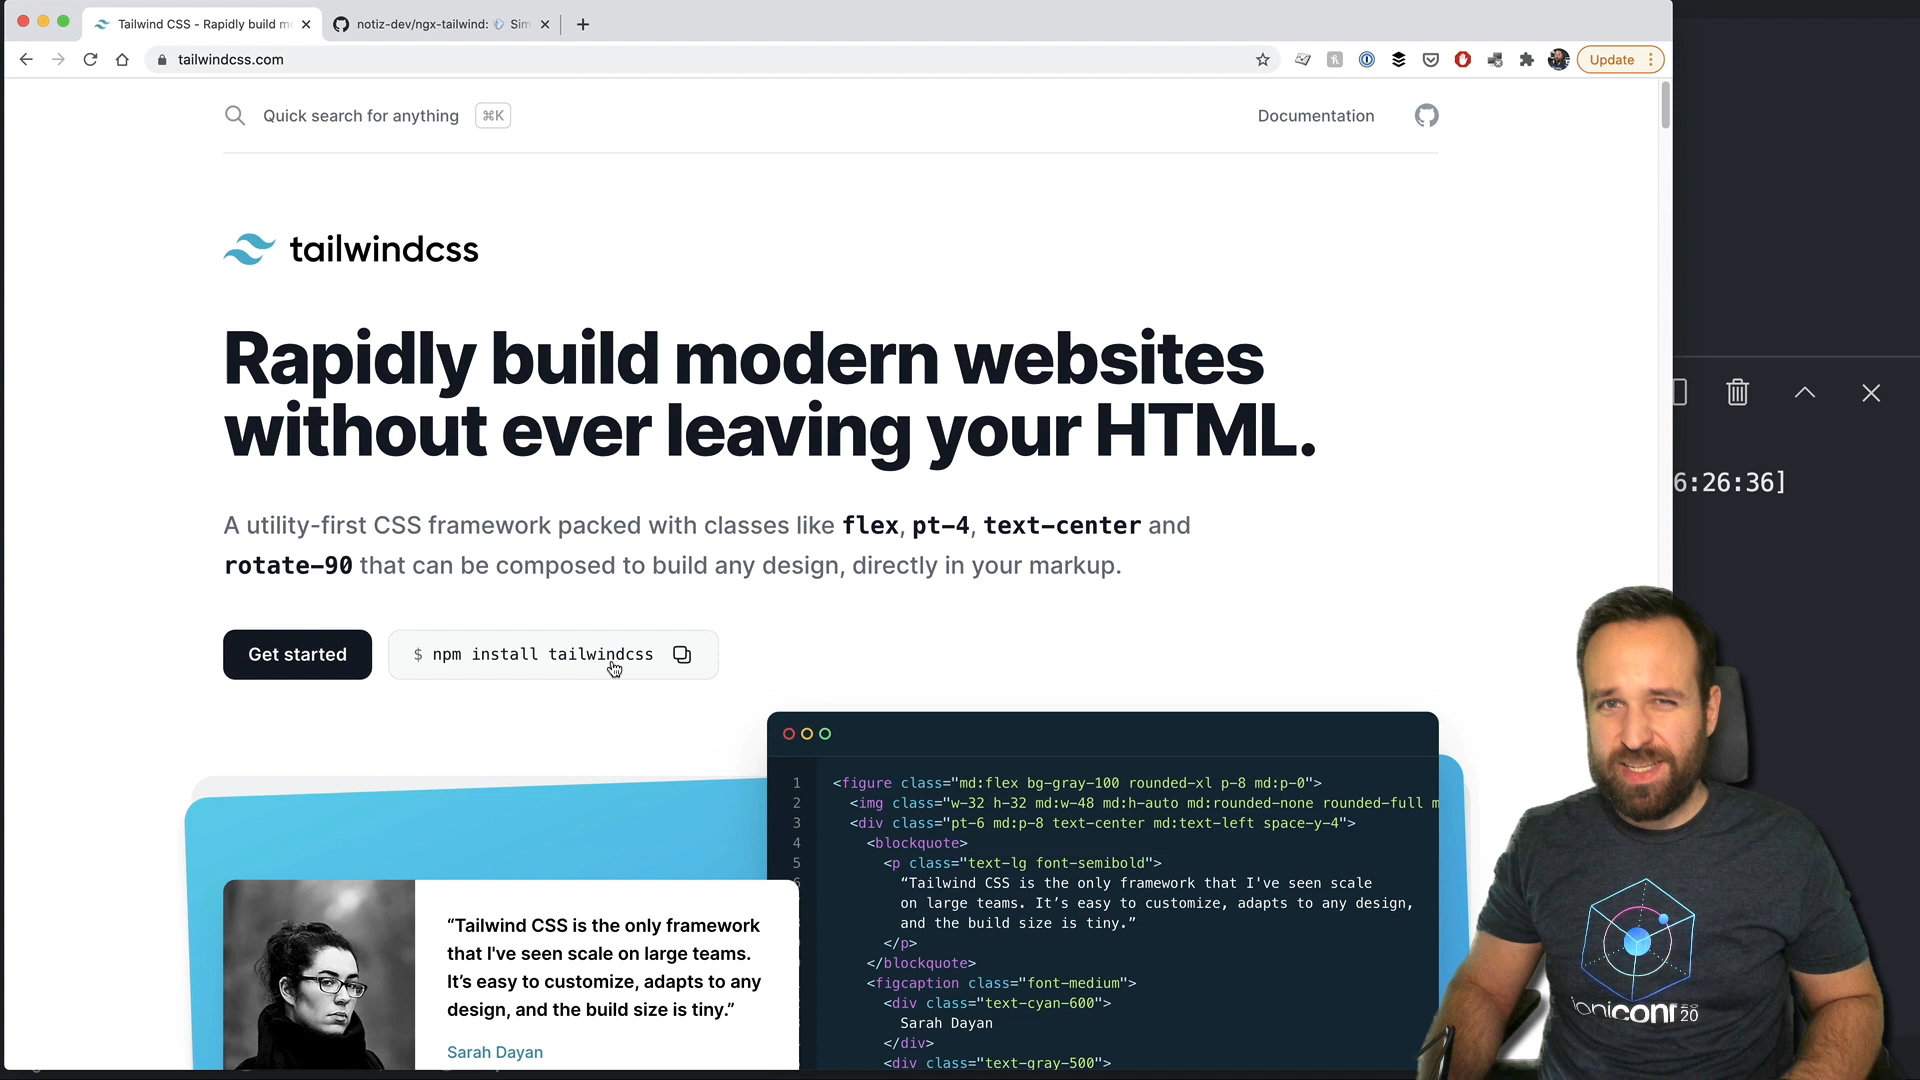 Tailwind CSS - Rapidly build m
notiz-dev/ngx-tailwind: Sim
tailwindcss.com
Update
Quick search for anything ⌘K
Documentation
tailwindcss
Rapidly build modern websites
without ever leaving your HTML.
A utility-first CSS framework packed with classes like flex, pt-4, text-center and
rotate-90 that can be composed to build any design, directly in your markup.
Get started
$ npm install tailwindcss
6:26:36]
1 <figure class="md:flex bg-gray-100 rounded-xl p-8 md:p-0">
2 <img class="w-32 h-32 md:w-48 md:h-auto md:rounded-none rounded-full m
3 <div class="pt-6 md:p-8 text-center md:text-left space-y-4">
4 <blockquote>
5 <p class="text-lg font-semibold">
“Tailwind CSS is the only framework that I've seen scale
on large teams. It’s easy to customize, adapts to any design,
and the build size is tiny.”
</p>
</blockquote>
<figcaption class="font-medium">
<div class="text-cyan-600">
Sarah Dayan
</div>
<div class="text-gray-500">
“Tailwind CSS is the only framework
that I've seen scale on large teams.
It’s easy to customize, adapts to any
design, and the build size is tiny.”
Sarah Dayan
ioniconf 20
20